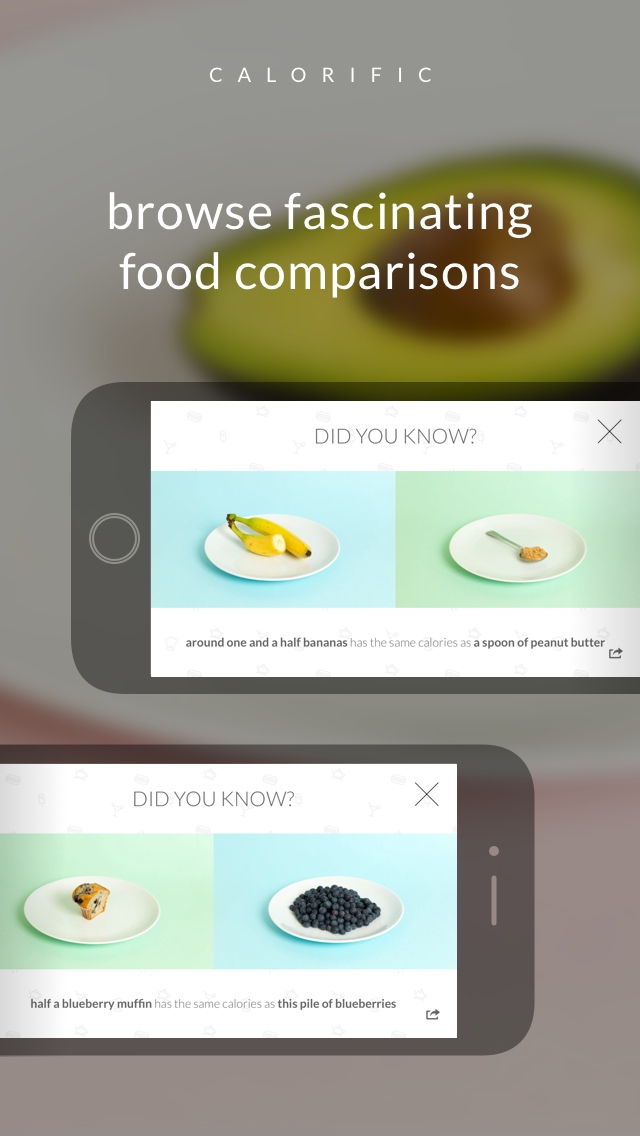 CALORIFIC
browse fascinating
food comparisons
DID YOU KNOW?
around one and a half bananas has the same calories as a spoon of peanut butter
DID YOU KNOW?
half a blueberry muffin has the same calories as this pile of blueberries